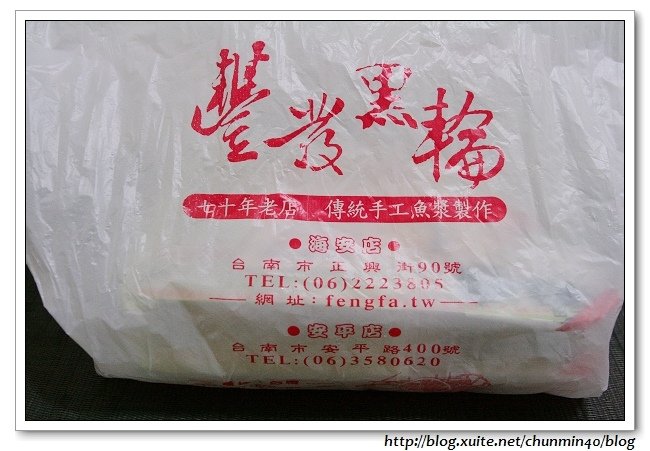 豐發黑輪
七十年老店 傳統手工魚漿製作
●海安店●
台南市正興街90號
TEL:(06)2223805
網址:fengfa.tw
●安平店●
台南市安平路400號
TEL:(06)3580620
http://blog.xuite.net/chunmin40/blog